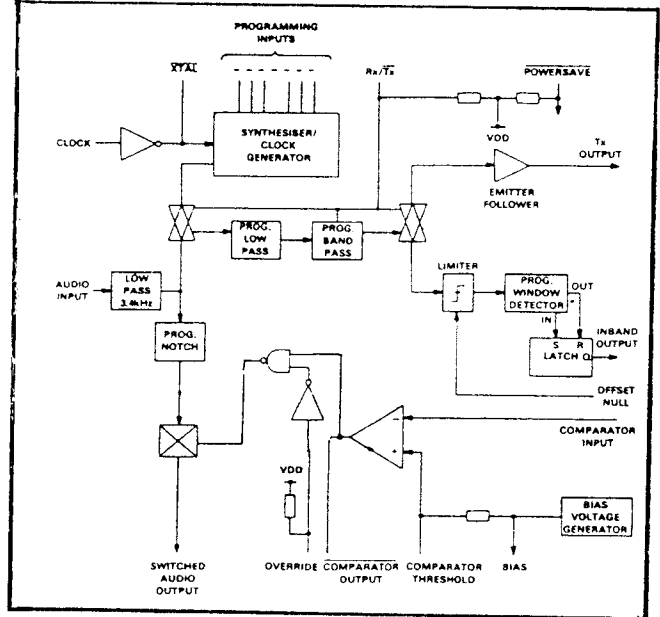 PROGRAMMING
INPUTS
XTAL
Rx/Tx
POWERSAVE
CLOCK
SYNTHESISER/
CLOCK
GENERATOR
VDD
Tx
OUTPUT
EMITTER
FOLLOWER
PROG.
LOW
PASS
PROG.
BAND
PASS
AUDIO
INPUT
LOW
PASS
3.4kHz
LIMITER
PROG.
WINDOW
DETECTOR
OUT
IN
S R
LATCH Q
INBAND
OUTPUT
PROG.
NOTCH
OFFSET
NULL
COMPARATOR
INPUT
VDD
BIAS
VOLTAGE
GENERATOR
SWITCHED
AUDIO
OUTPUT
OVERRIDE
COMPARATOR
OUTPUT
COMPARATOR
THRESHOLD
BIAS